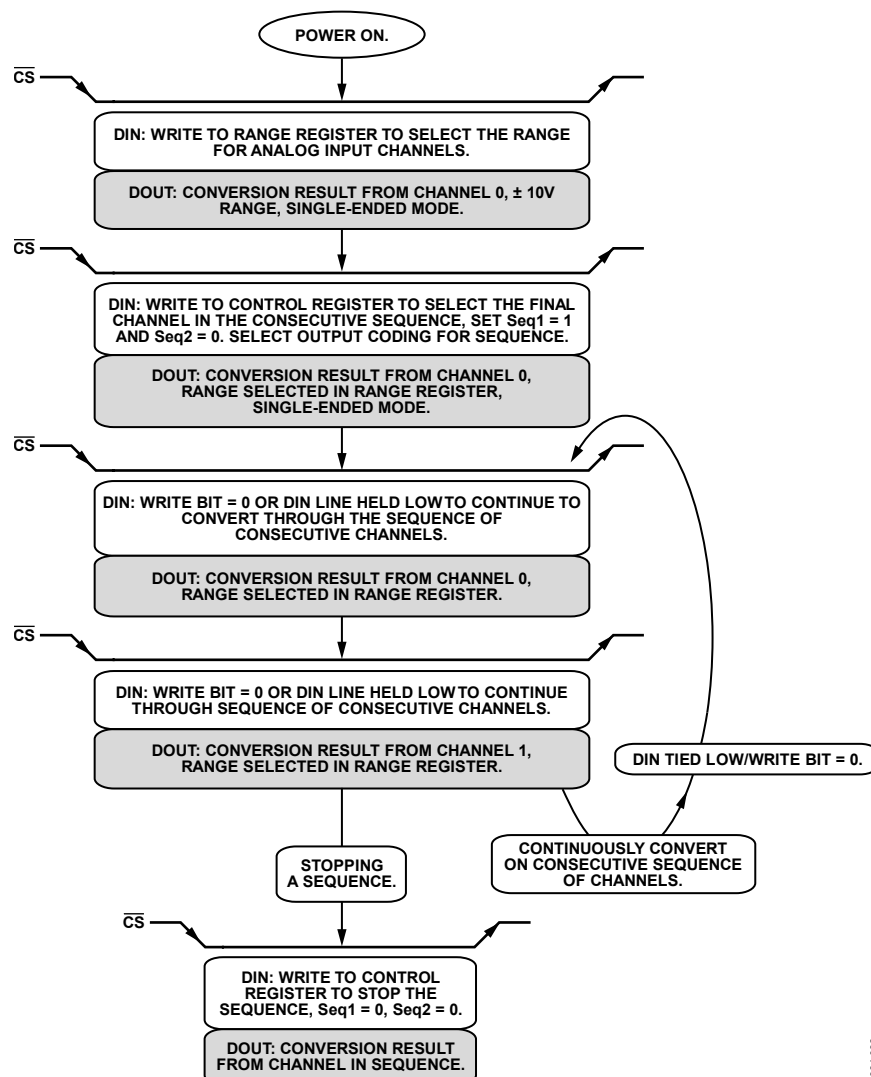 POWER ON.
CS
DIN: WRITE TO RANGE REGISTER TO SELECT THE RANGE
FOR ANALOG INPUT CHANNELS.
DOUT: CONVERSION RESULT FROM CHANNEL 0, ± 10V
RANGE, SINGLE-ENDED MODE.
CS
DIN: WRITE TO CONTROL REGISTER TO SELECT THE FINAL
CHANNEL IN THE CONSECUTIVE SEQUENCE, SET Seq1 = 1
AND Seq2 = 0. SELECT OUTPUT CODING FOR SEQUENCE.
DOUT: CONVERSION RESULT FROM CHANNEL 0,
RANGE SELECTED IN RANGE REGISTER,
SINGLE-ENDED MODE.
CS
DIN: WRITE BIT = 0 OR DIN LINE HELD LOW TO CONTINUE TO
CONVERT THROUGH THE SEQUENCE OF
CONSECUTIVE CHANNELS.
DOUT: CONVERSION RESULT FROM CHANNEL 0,
RANGE SELECTED IN RANGE REGISTER.
CS
DIN: WRITE BIT = 0 OR DIN LINE HELD LOW TO CONTINUE
THROUGH SEQUENCE OF CONSECUTIVE CHANNELS.
DOUT: CONVERSION RESULT FROM CHANNEL 1,
RANGE SELECTED IN RANGE REGISTER.
DIN TIED LOW/WRITE BIT = 0.
CONTINUOUSLY CONVERT
ON CONSECUTIVE SEQUENCE
OF CHANNELS.
STOPPING
A SEQUENCE.
CS
DIN: WRITE TO CONTROL
REGISTER TO STOP THE
SEQUENCE, Seq1 = 0, Seq2 = 0.
DOUT: CONVERSION RESULT
FROM CHANNEL IN SEQUENCE.